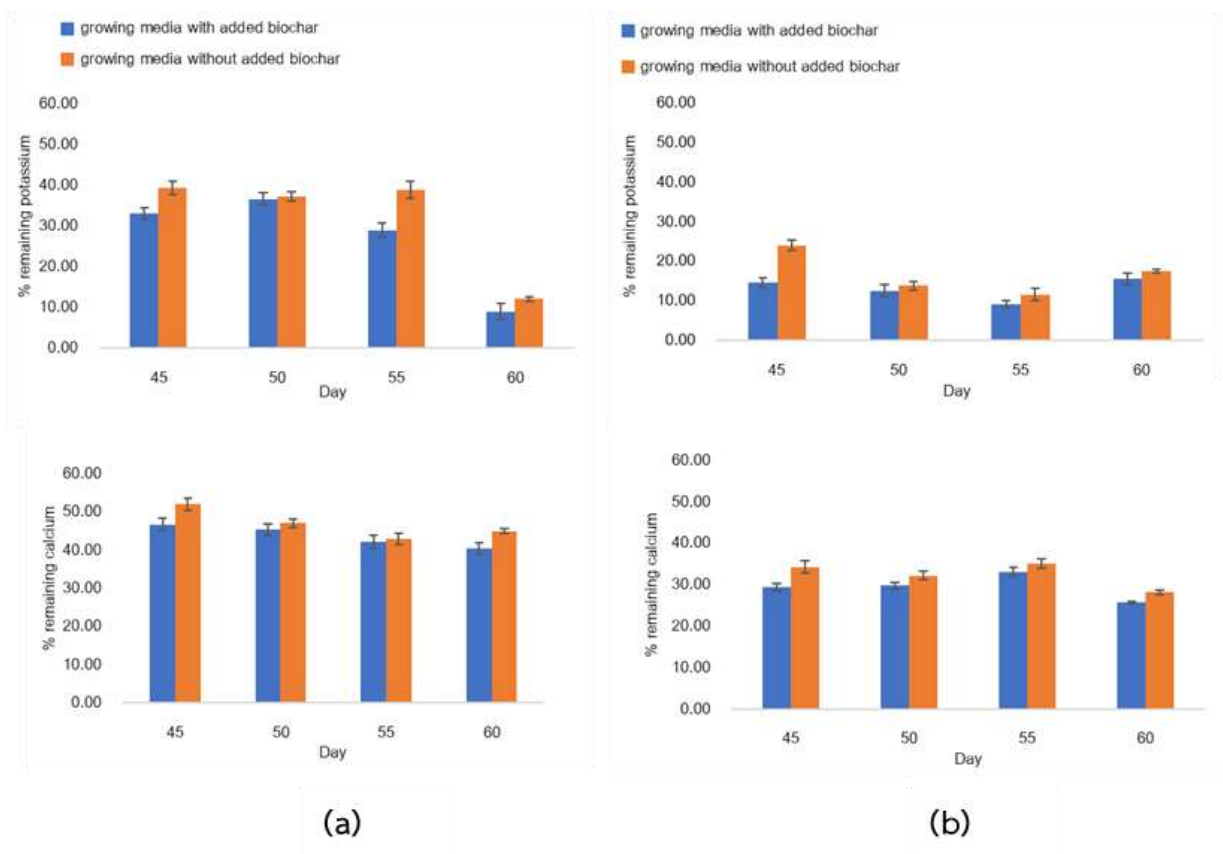 growing media with added biochar
growing media without added biochar
60.00
50.00
40.00
30.00
20.00
10.00
0.00
% remaining potassium
45 50 55 60
Day
growing media with added biochar
growing media without added biochar
60.00
50.00
40.00
30.00
20.00
10.00
0.00
% remaining potassium
45 50 55 60
Day
60.00
50.00
40.00
30.00
20.00
10.00
0.00
% remaining calcium
45 50 55 60
Day
60.00
50.00
40.00
30.00
20.00
10.00
0.00
% remaining calcium
45 50 55 60
Day
(a)
(b)